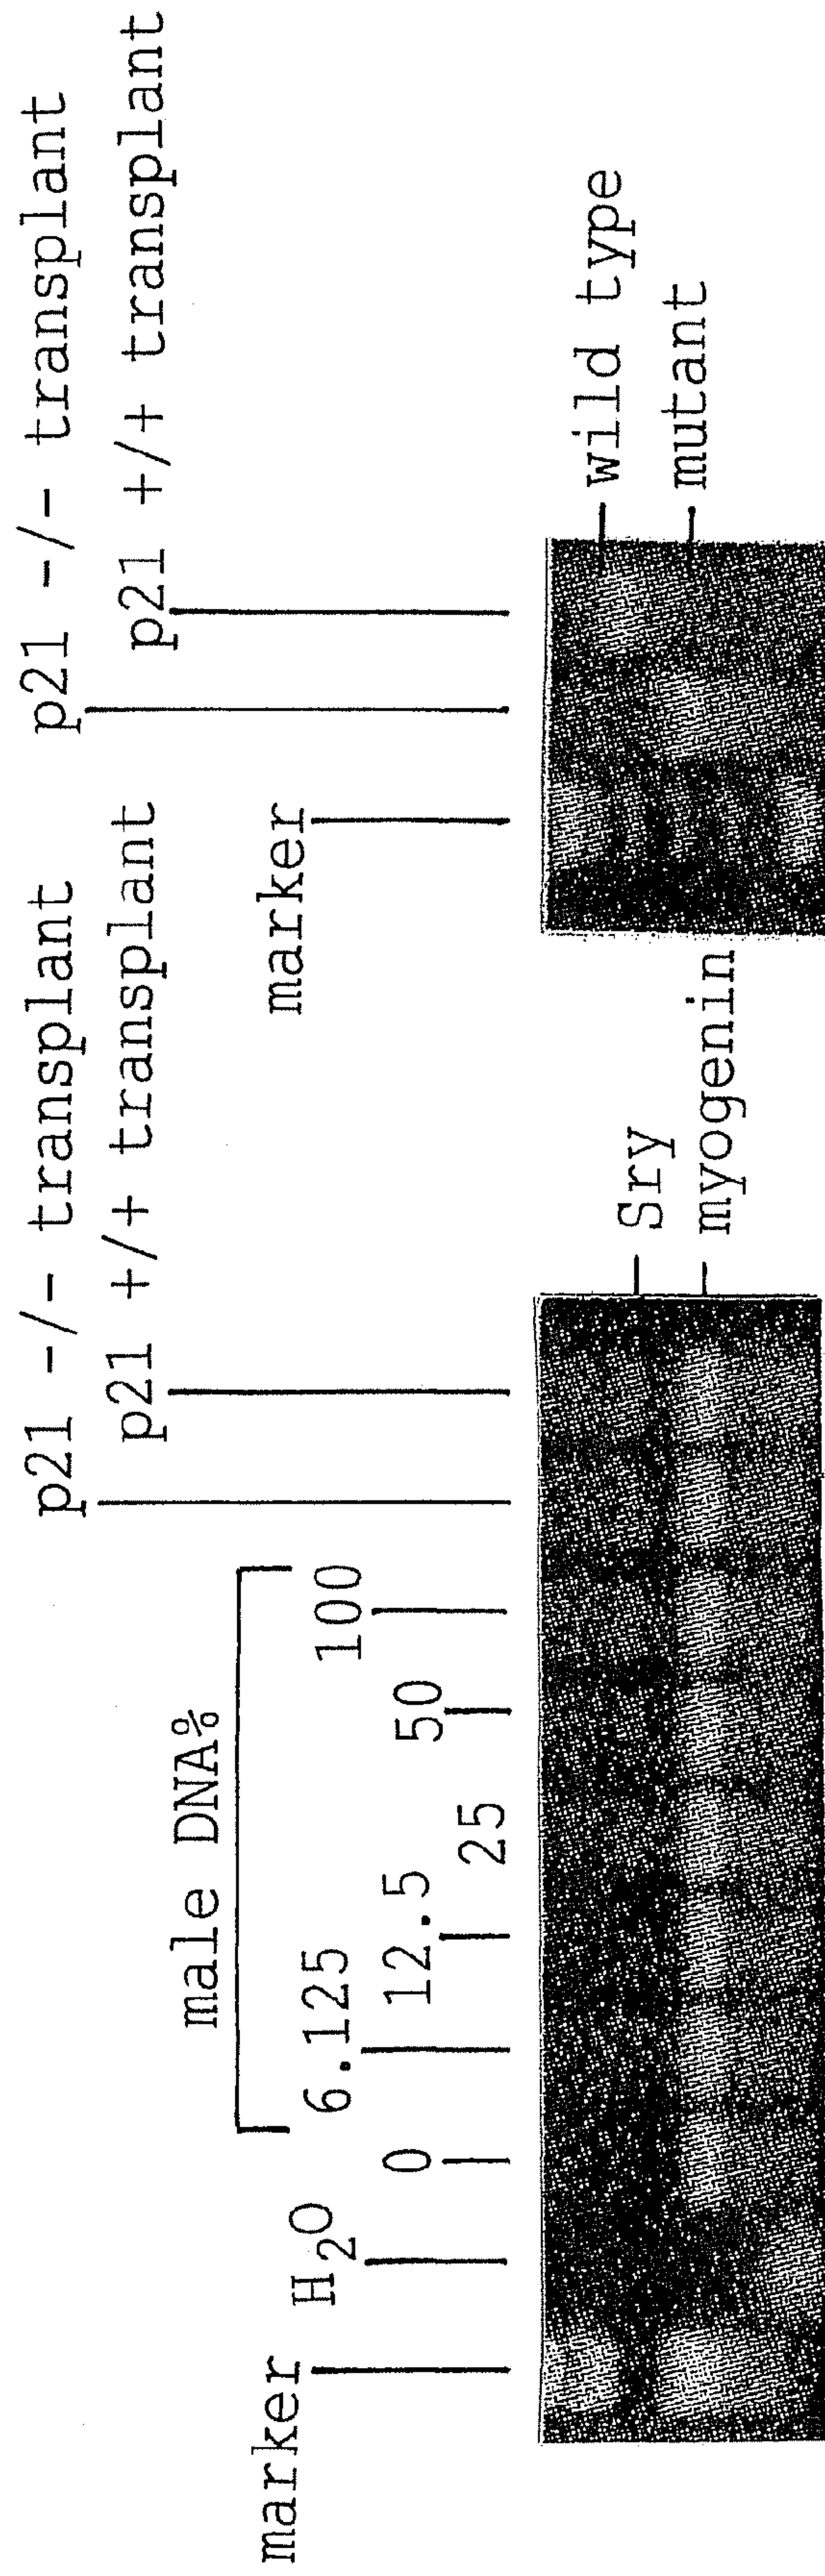 p21 -/- transplant
p21 +/+ transplant
male DNA%
marker
H₂O
0
6.125
12.5
25
50
100
Sry
myogenin
p21 -/- transplant
p21 +/+ transplant
marker
wild type
mutant